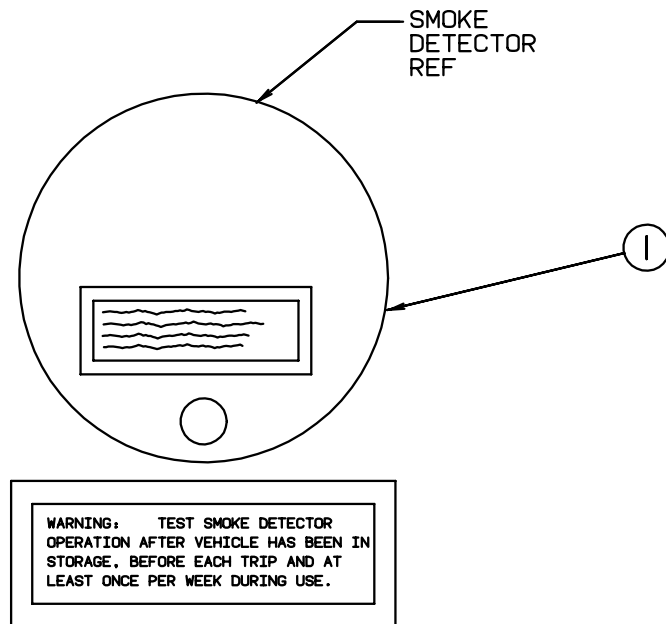 SMOKE
DETECTOR
REF
1
WARNING: TEST SMOKE DETECTOR
OPERATION AFTER VEHICLE HAS BEEN IN
STORAGE, BEFORE EACH TRIP AND AT
LEAST ONCE PER WEEK DURING USE.